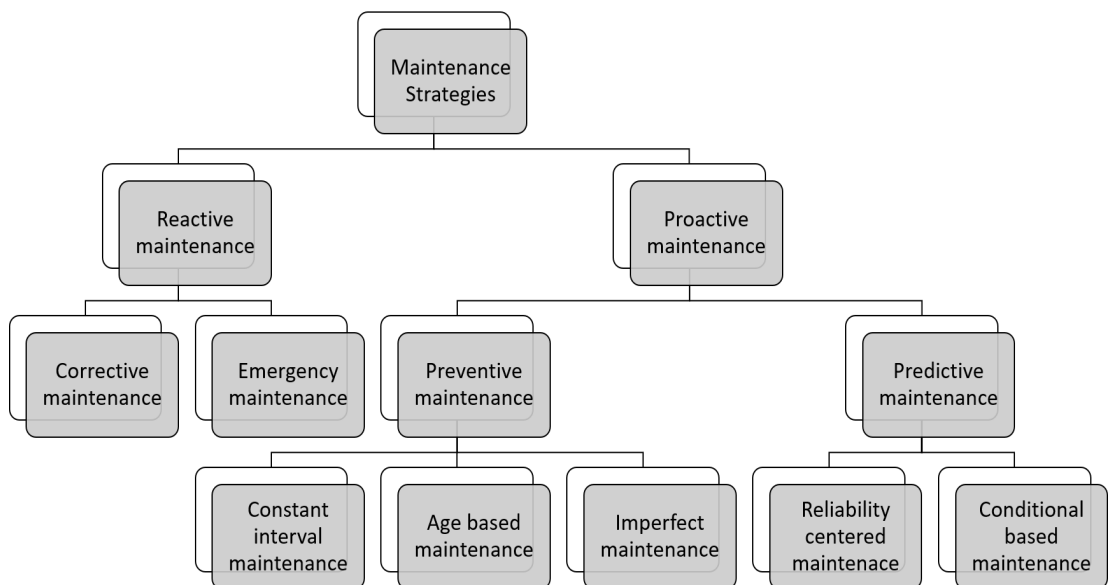 Maintenance
Strategies
Reactive
maintenance
Proactive
maintenance
Corrective
maintenance
Emergency
maintenance
Preventive
maintenance
Predictive
maintenance
Constant
interval
maintenance
Age based
maintenance
Imperfect
maintenance
Reliability
centered
maintenace
Conditional
based
maintenance